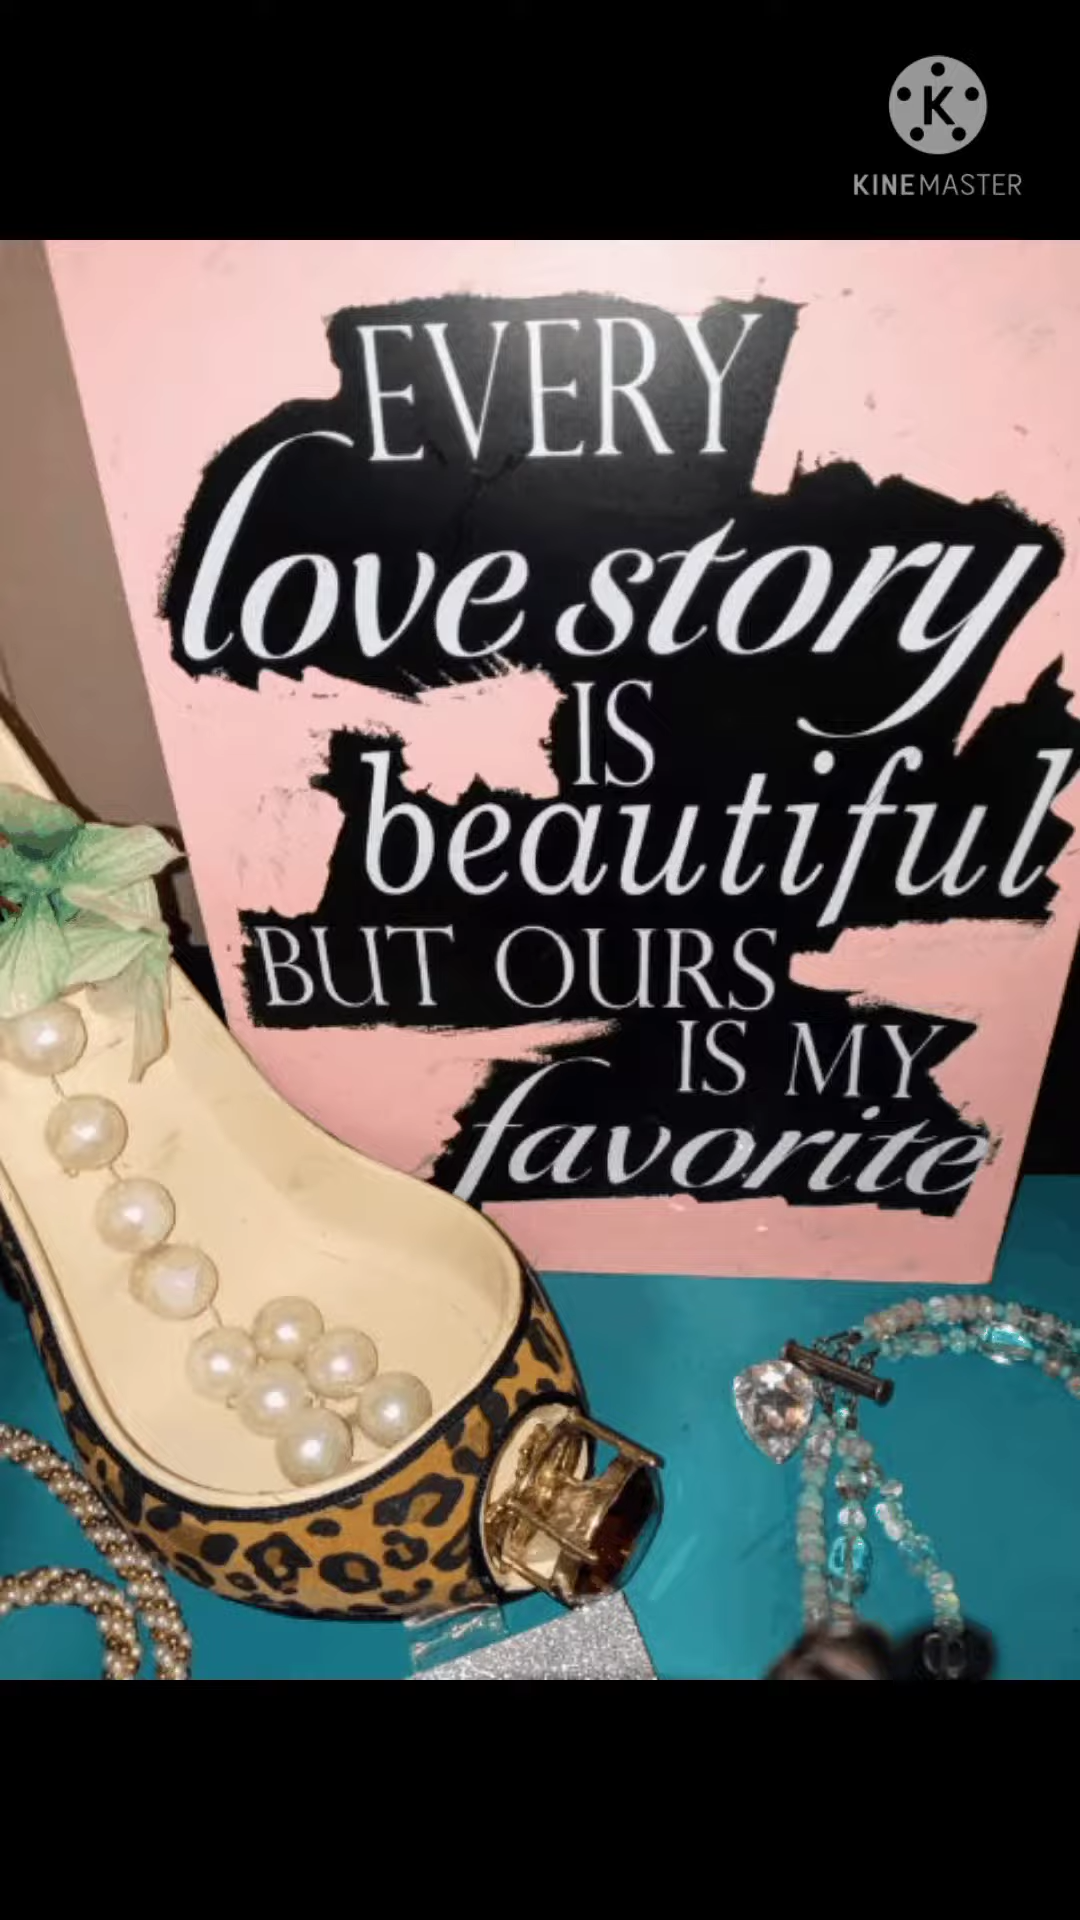 KINEMASTER
EVERY
love story
IS
beautiful
BUT OURS
IS MY
favorite